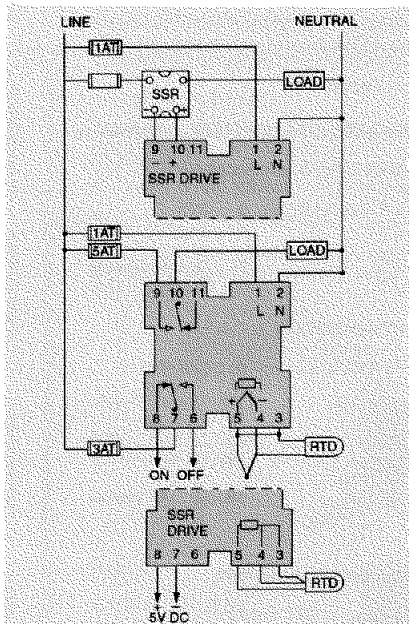 LINE NEUTRAL
1AT
SSR LOAD
- +
9 10 11 1 2
- + L N
SSR DRIVE
1AT
5AT LOAD
9 10 11 1 2
L N
- +
8 7 6 5 4 3
3AT RTD
ON OFF
SSR
DRIVE
8 7 6 5 4 3
RTD
+ -
5V DC